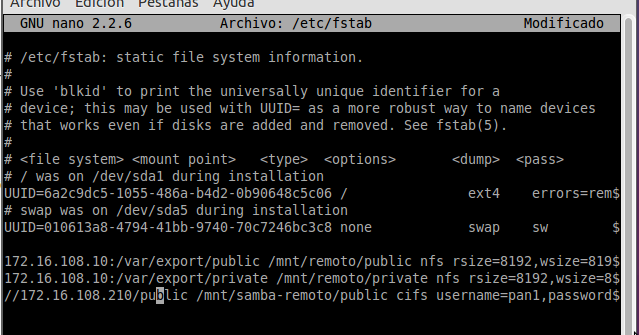 Archivo Edición Pestañas Ayuda
GNU nano 2.2.6 Archivo: /etc/fstab Modificado
# /etc/fstab: static file system information.
#
# Use 'blkid' to print the universally unique identifier for a
# device; this may be used with UUID= as a more robust way to name devices
# that works even if disks are added and removed. See fstab(5).
#
# <file system> <mount point> <type> <options> <dump> <pass>
# / was on /dev/sda1 during installation
UUID=6a2c9dc5-1055-486a-b4d2-0b90648c5c06 / ext4 errors=rem$
# swap was on /dev/sda5 during installation
UUID=010613a8-4794-41bb-9740-70c7246bc3c8 none swap sw $
172.16.108.10:/var/export/public /mnt/remoto/public nfs rsize=8192,wsize=819$
172.16.108.10:/var/export/private /mnt/remoto/private nfs rsize=8192,wsize=8$
//172.16.108.210/public /mnt/samba-remoto/public cifs username=pan1,password$